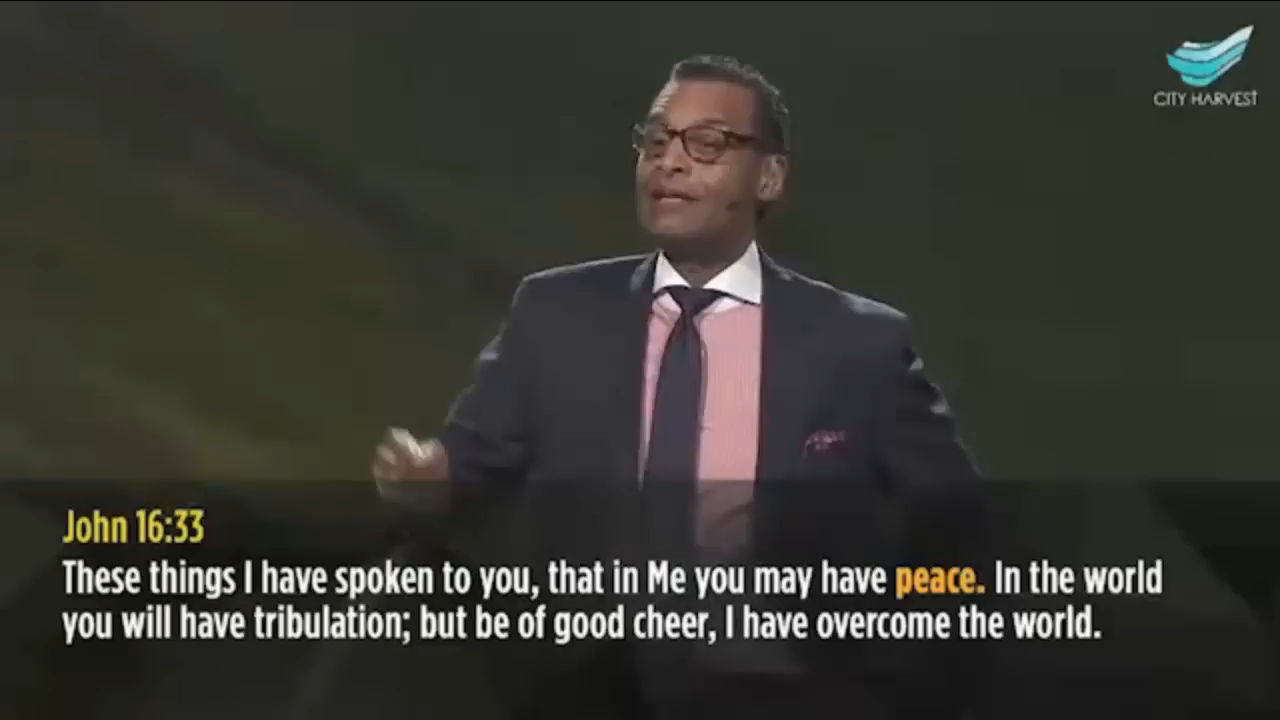 CITY HARVEST
John 16:33
These things I have spoken to you, that in Me you may have peace. In the world
you will have tribulation; but be of good cheer, I have overcome the world.